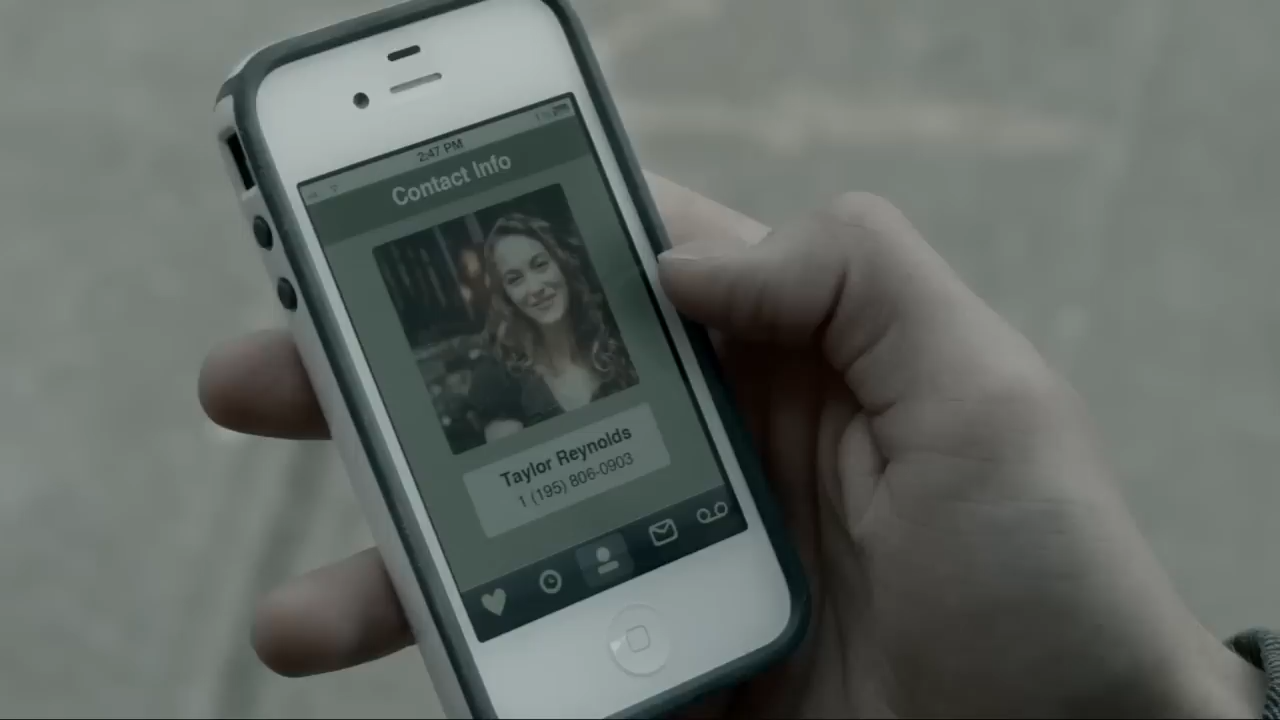 2:47 PM
Contact Info
Taylor Reynolds
1 (195) 806-0903